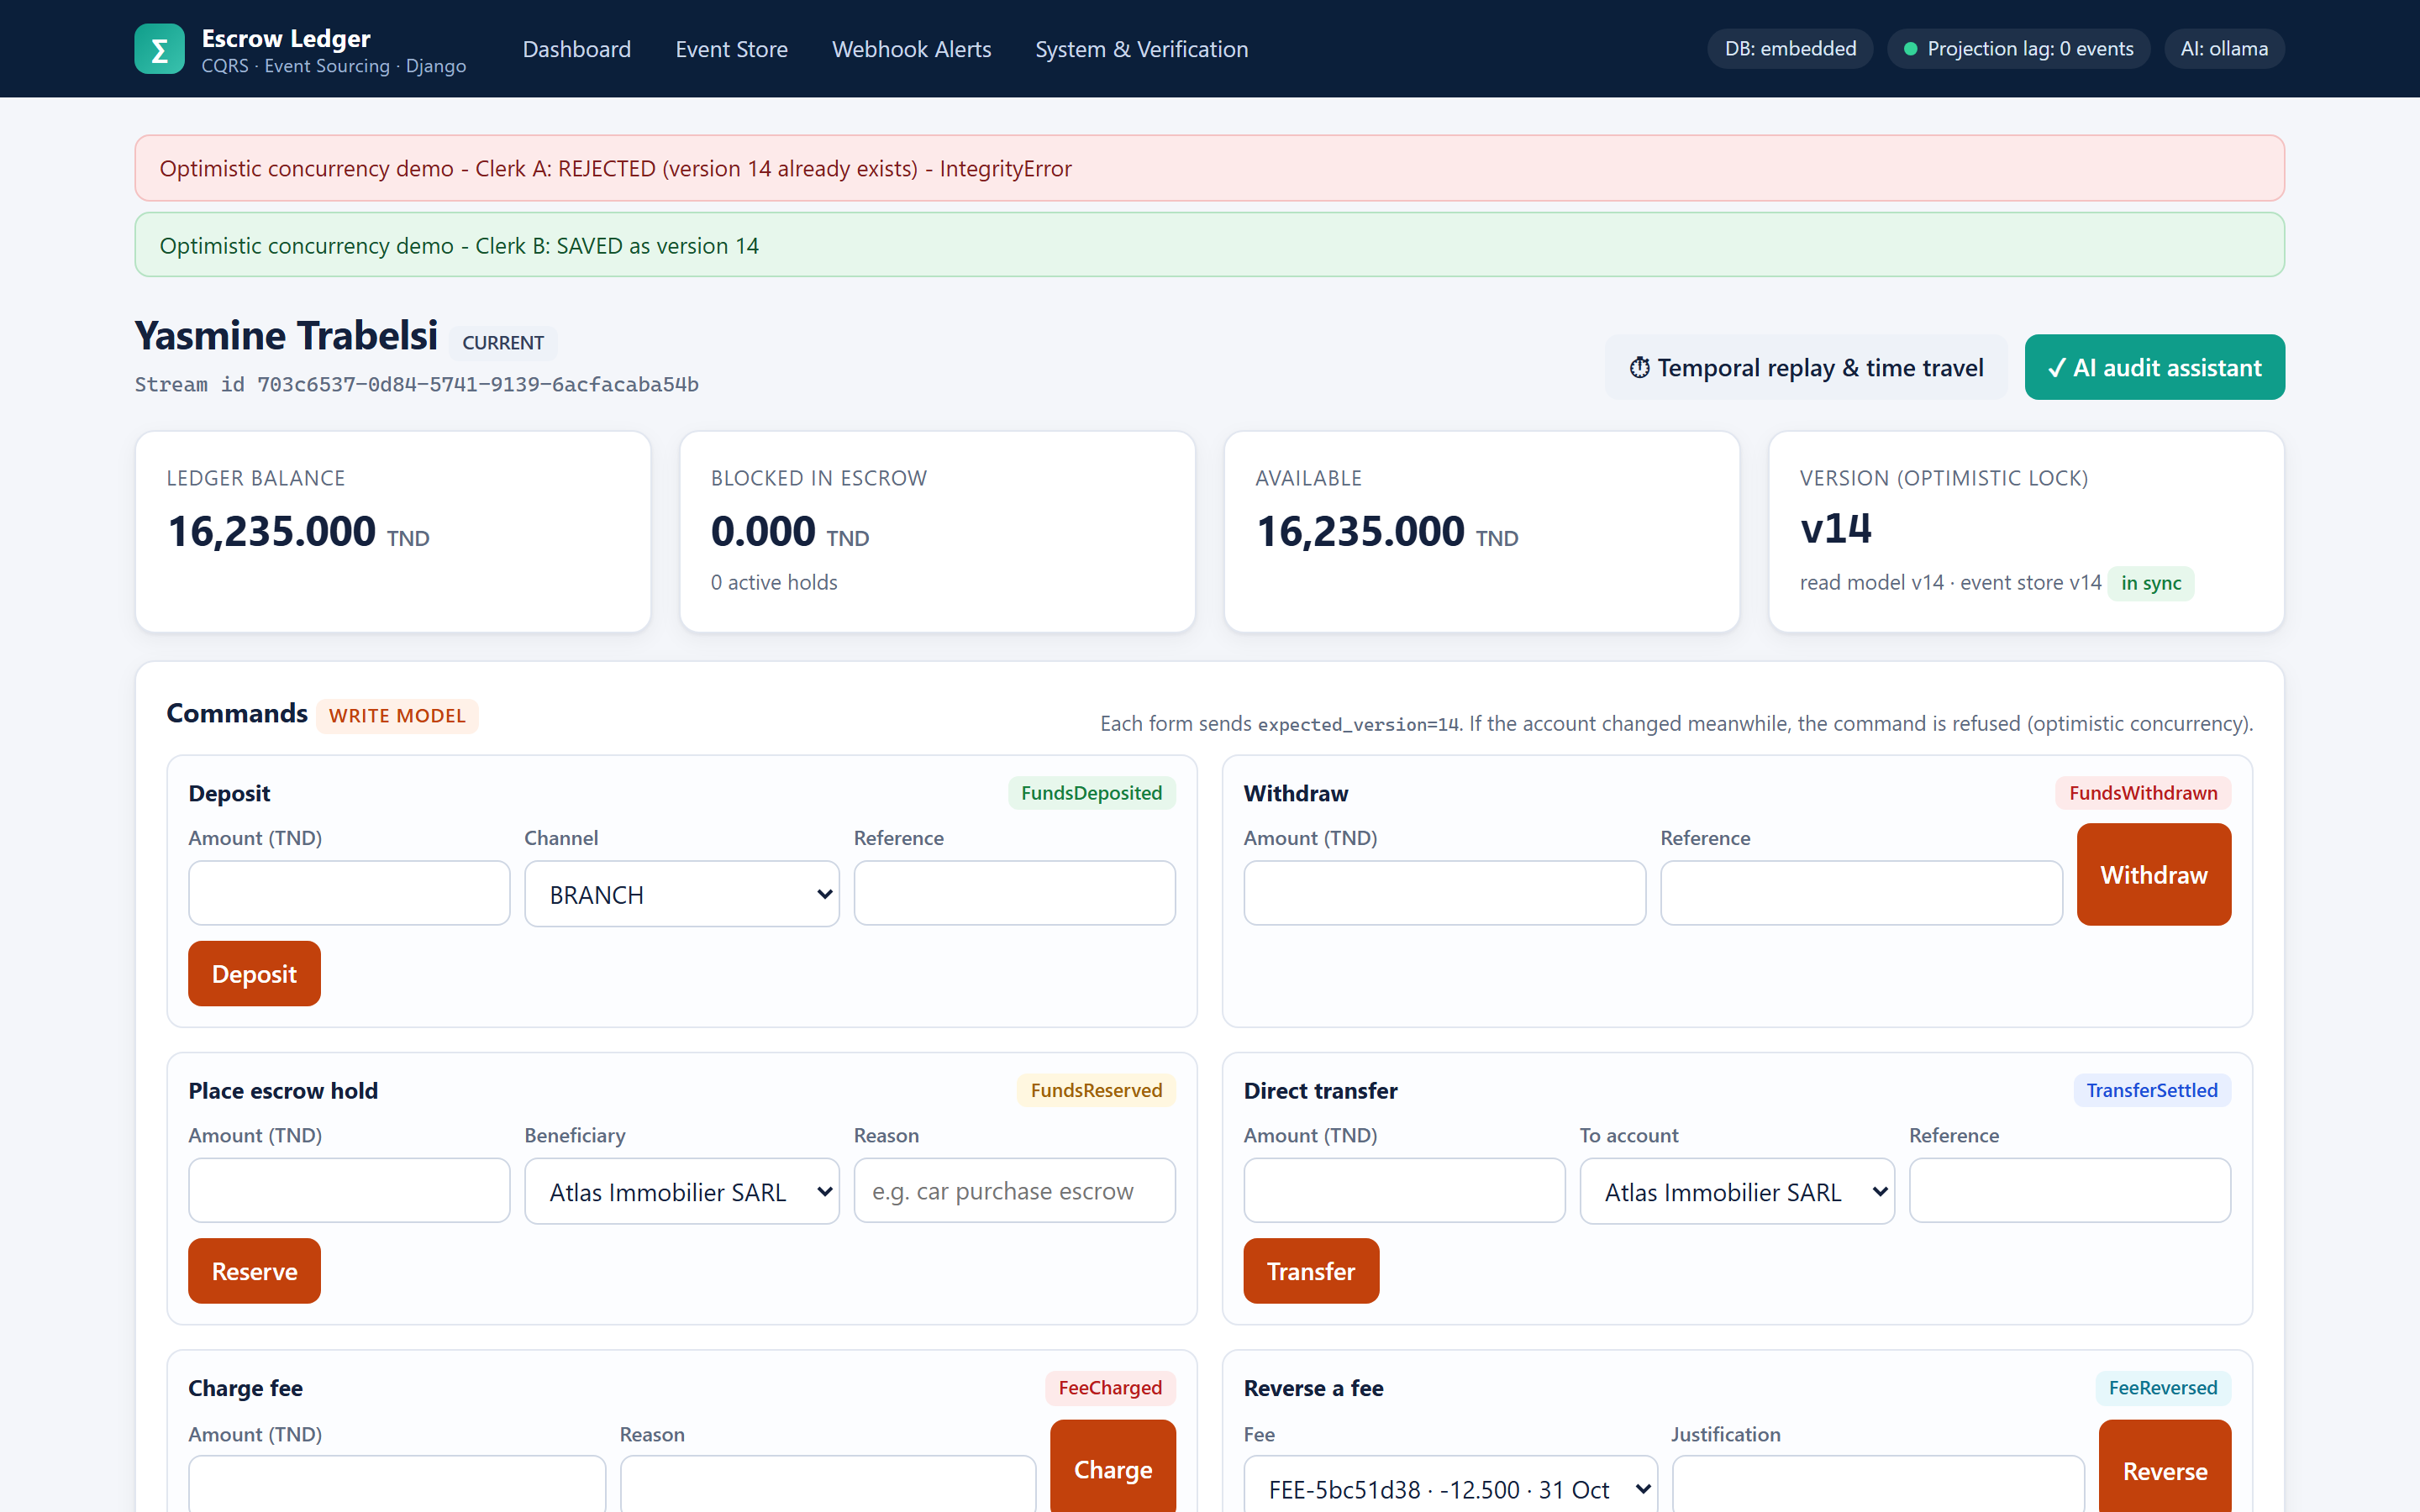 Σ
Escrow Ledger
CQRS · Event Sourcing · Django
Dashboard
Event Store
Webhook Alerts
System & Verification
DB: embedded
Projection lag: 0 events
AI: ollama
Optimistic concurrency demo - Clerk A: REJECTED (version 14 already exists) - IntegrityError
Optimistic concurrency demo - Clerk B: SAVED as version 14
Yasmine Trabelsi CURRENT
Stream id 703c6537-0d84-5741-9139-6acfacaba54b
⏱ Temporal replay & time travel
✓ AI audit assistant
LEDGER BALANCE
16,235.000 TND
BLOCKED IN ESCROW
0.000 TND
0 active holds
AVAILABLE
16,235.000 TND
VERSION (OPTIMISTIC LOCK)
v14
read model v14 · event store v14 in sync
Commands WRITE MODEL
Each form sends expected_version=14. If the account changed meanwhile, the command is refused (optimistic concurrency).
Deposit FundsDeposited
Amount (TND) Channel Reference
BRANCH
Deposit
Withdraw FundsWithdrawn
Amount (TND) Reference
Withdraw
Place escrow hold FundsReserved
Amount (TND) Beneficiary Reason
Atlas Immobilier SARL e.g. car purchase escrow
Reserve
Direct transfer TransferSettled
Amount (TND) To account Reference
Atlas Immobilier SARL
Transfer
Charge fee FeeCharged
Amount (TND) Reason
Charge
Reverse a fee FeeReversed
Fee Justification
FEE-5bc51d38 · -12.500 · 31 Oct
Reverse